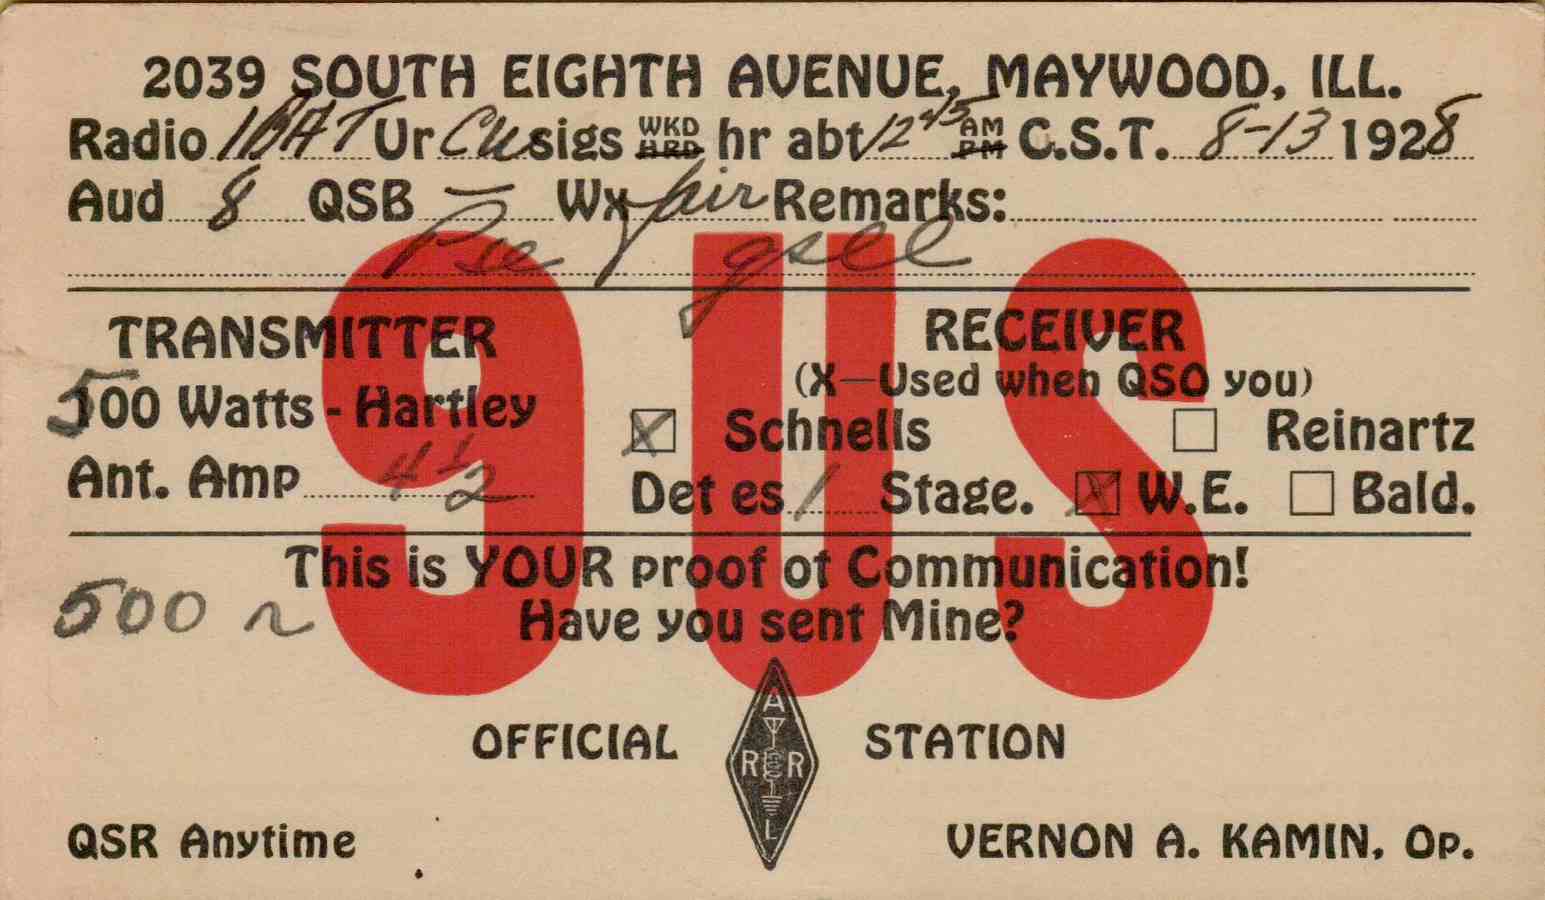 2039 SOUTH EIGHTH AVENUE, MAYWOOD, ILL.
Radio 1BAT Ur CW sigs WKD HRD hr abt 12 45 AM PM C.S.T. 8-13 1928
Aud 8 QSB — Wx fair Remarks:
Pse qsl
9US
TRANSMITTER
500 Watts - Hartley
Ant. Amp 4 1/2
RECEIVER
(X—Used when QSO you)
X Schnells Reinartz
Det es 1 Stage. X W.E. Bald.
This is YOUR proof of Communication!
Have you sent Mine?
500 ~
OFFICIAL ARRL STATION
QSR Anytime VERNON A. KAMIN, Op.